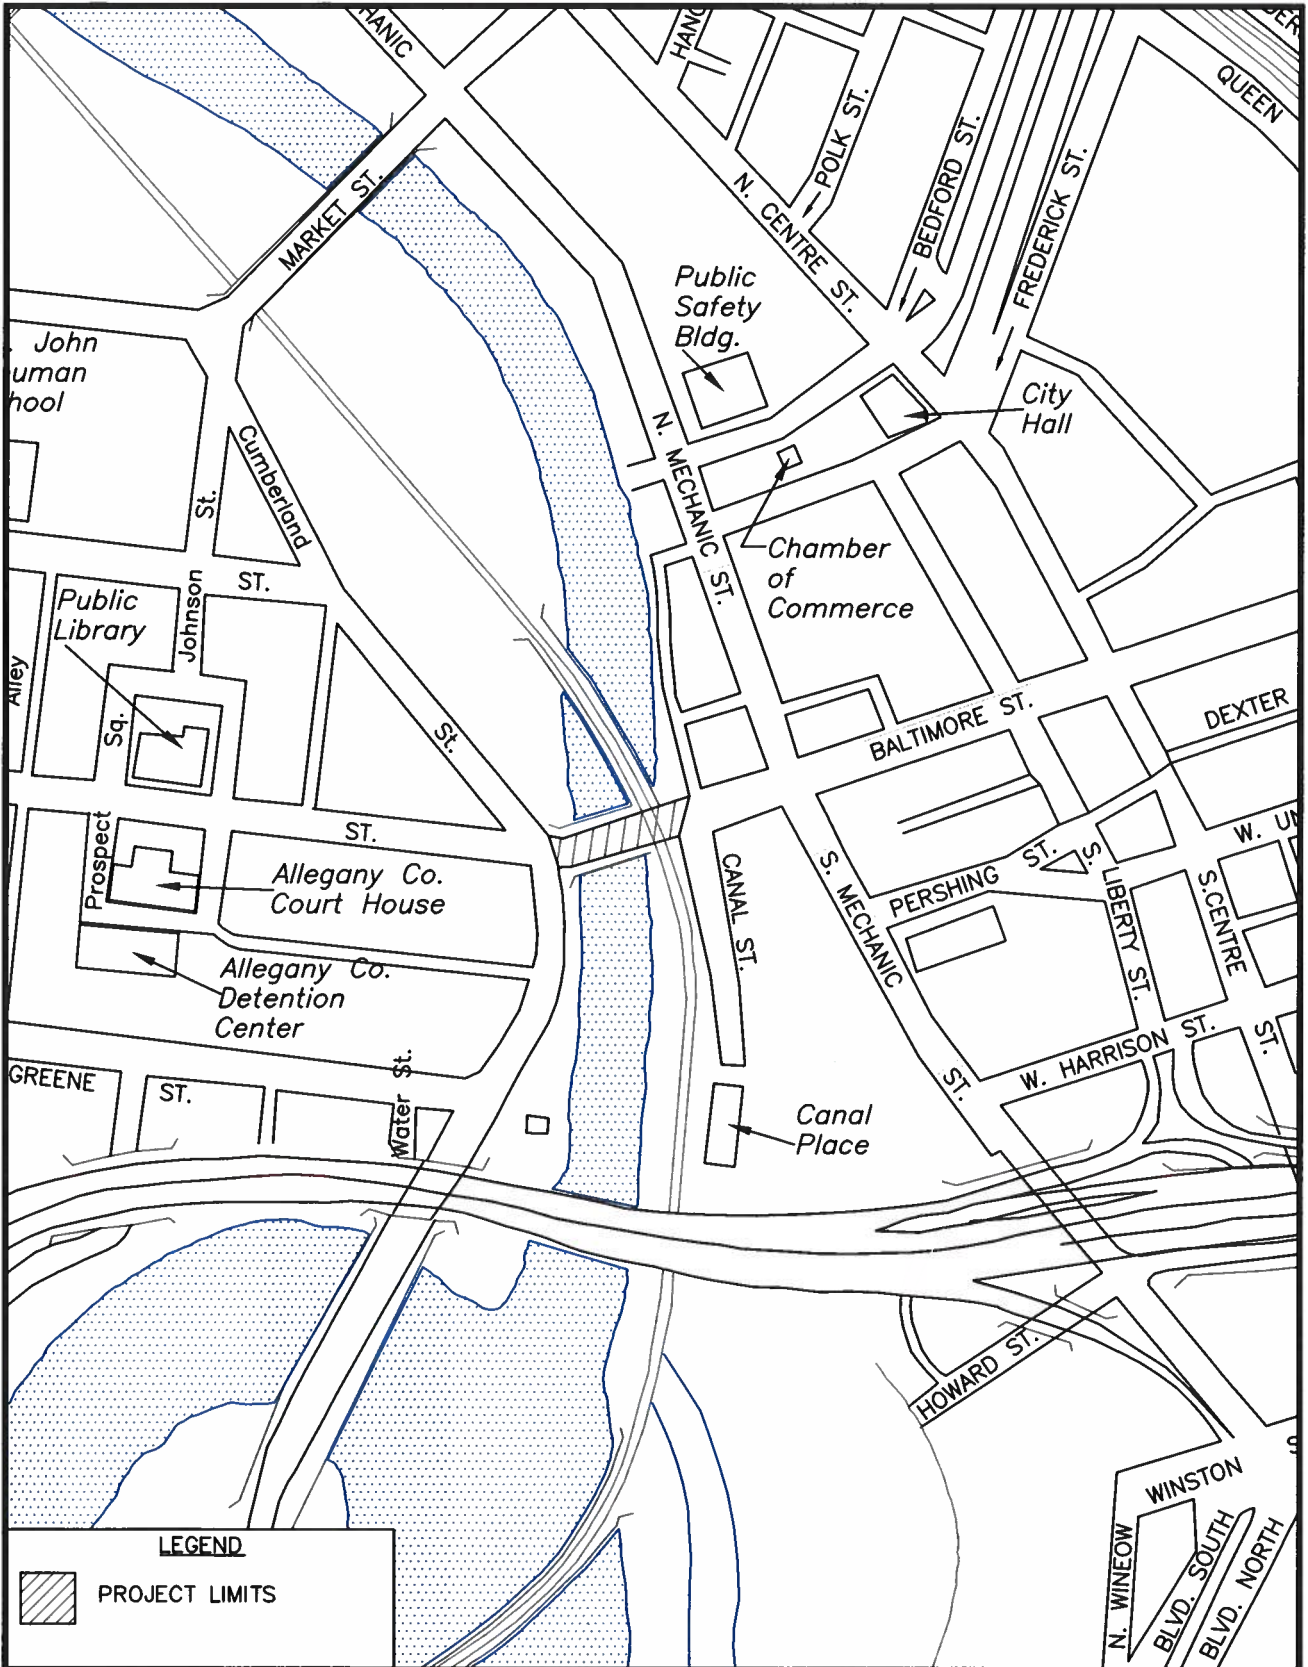 HANIC
HANC
QUEEN
POLK ST.
BEDFORD ST.
FREDERICK ST.
MARKET ST.
N. CENTRE ST.
Public
Safety
Bldg.
. John
uman
hool
City
Hall
N. MECHANIC ST.
Cumberland
St.
Chamber
of
Commerce
ST.
Johnson
St.
Public
Library
Alley
Sq.
Prospect
BALTIMORE ST.
DEXTER
W. UN
ST.
Allegany Co.
Court House
CANAL ST.
S. MECHANIC
ST.
PERSHING ST.
S. LIBERTY ST.
S.CENTRE
ST.
Allegany Co.
Detention
Center
GREENE
ST.
Water St.
W. HARRISON ST.
Canal
Place
HOWARD ST.
WINSTON
N. WINEOW
BLVD. SOUTH
BLVD. NORTH
LEGEND
PROJECT LIMITS